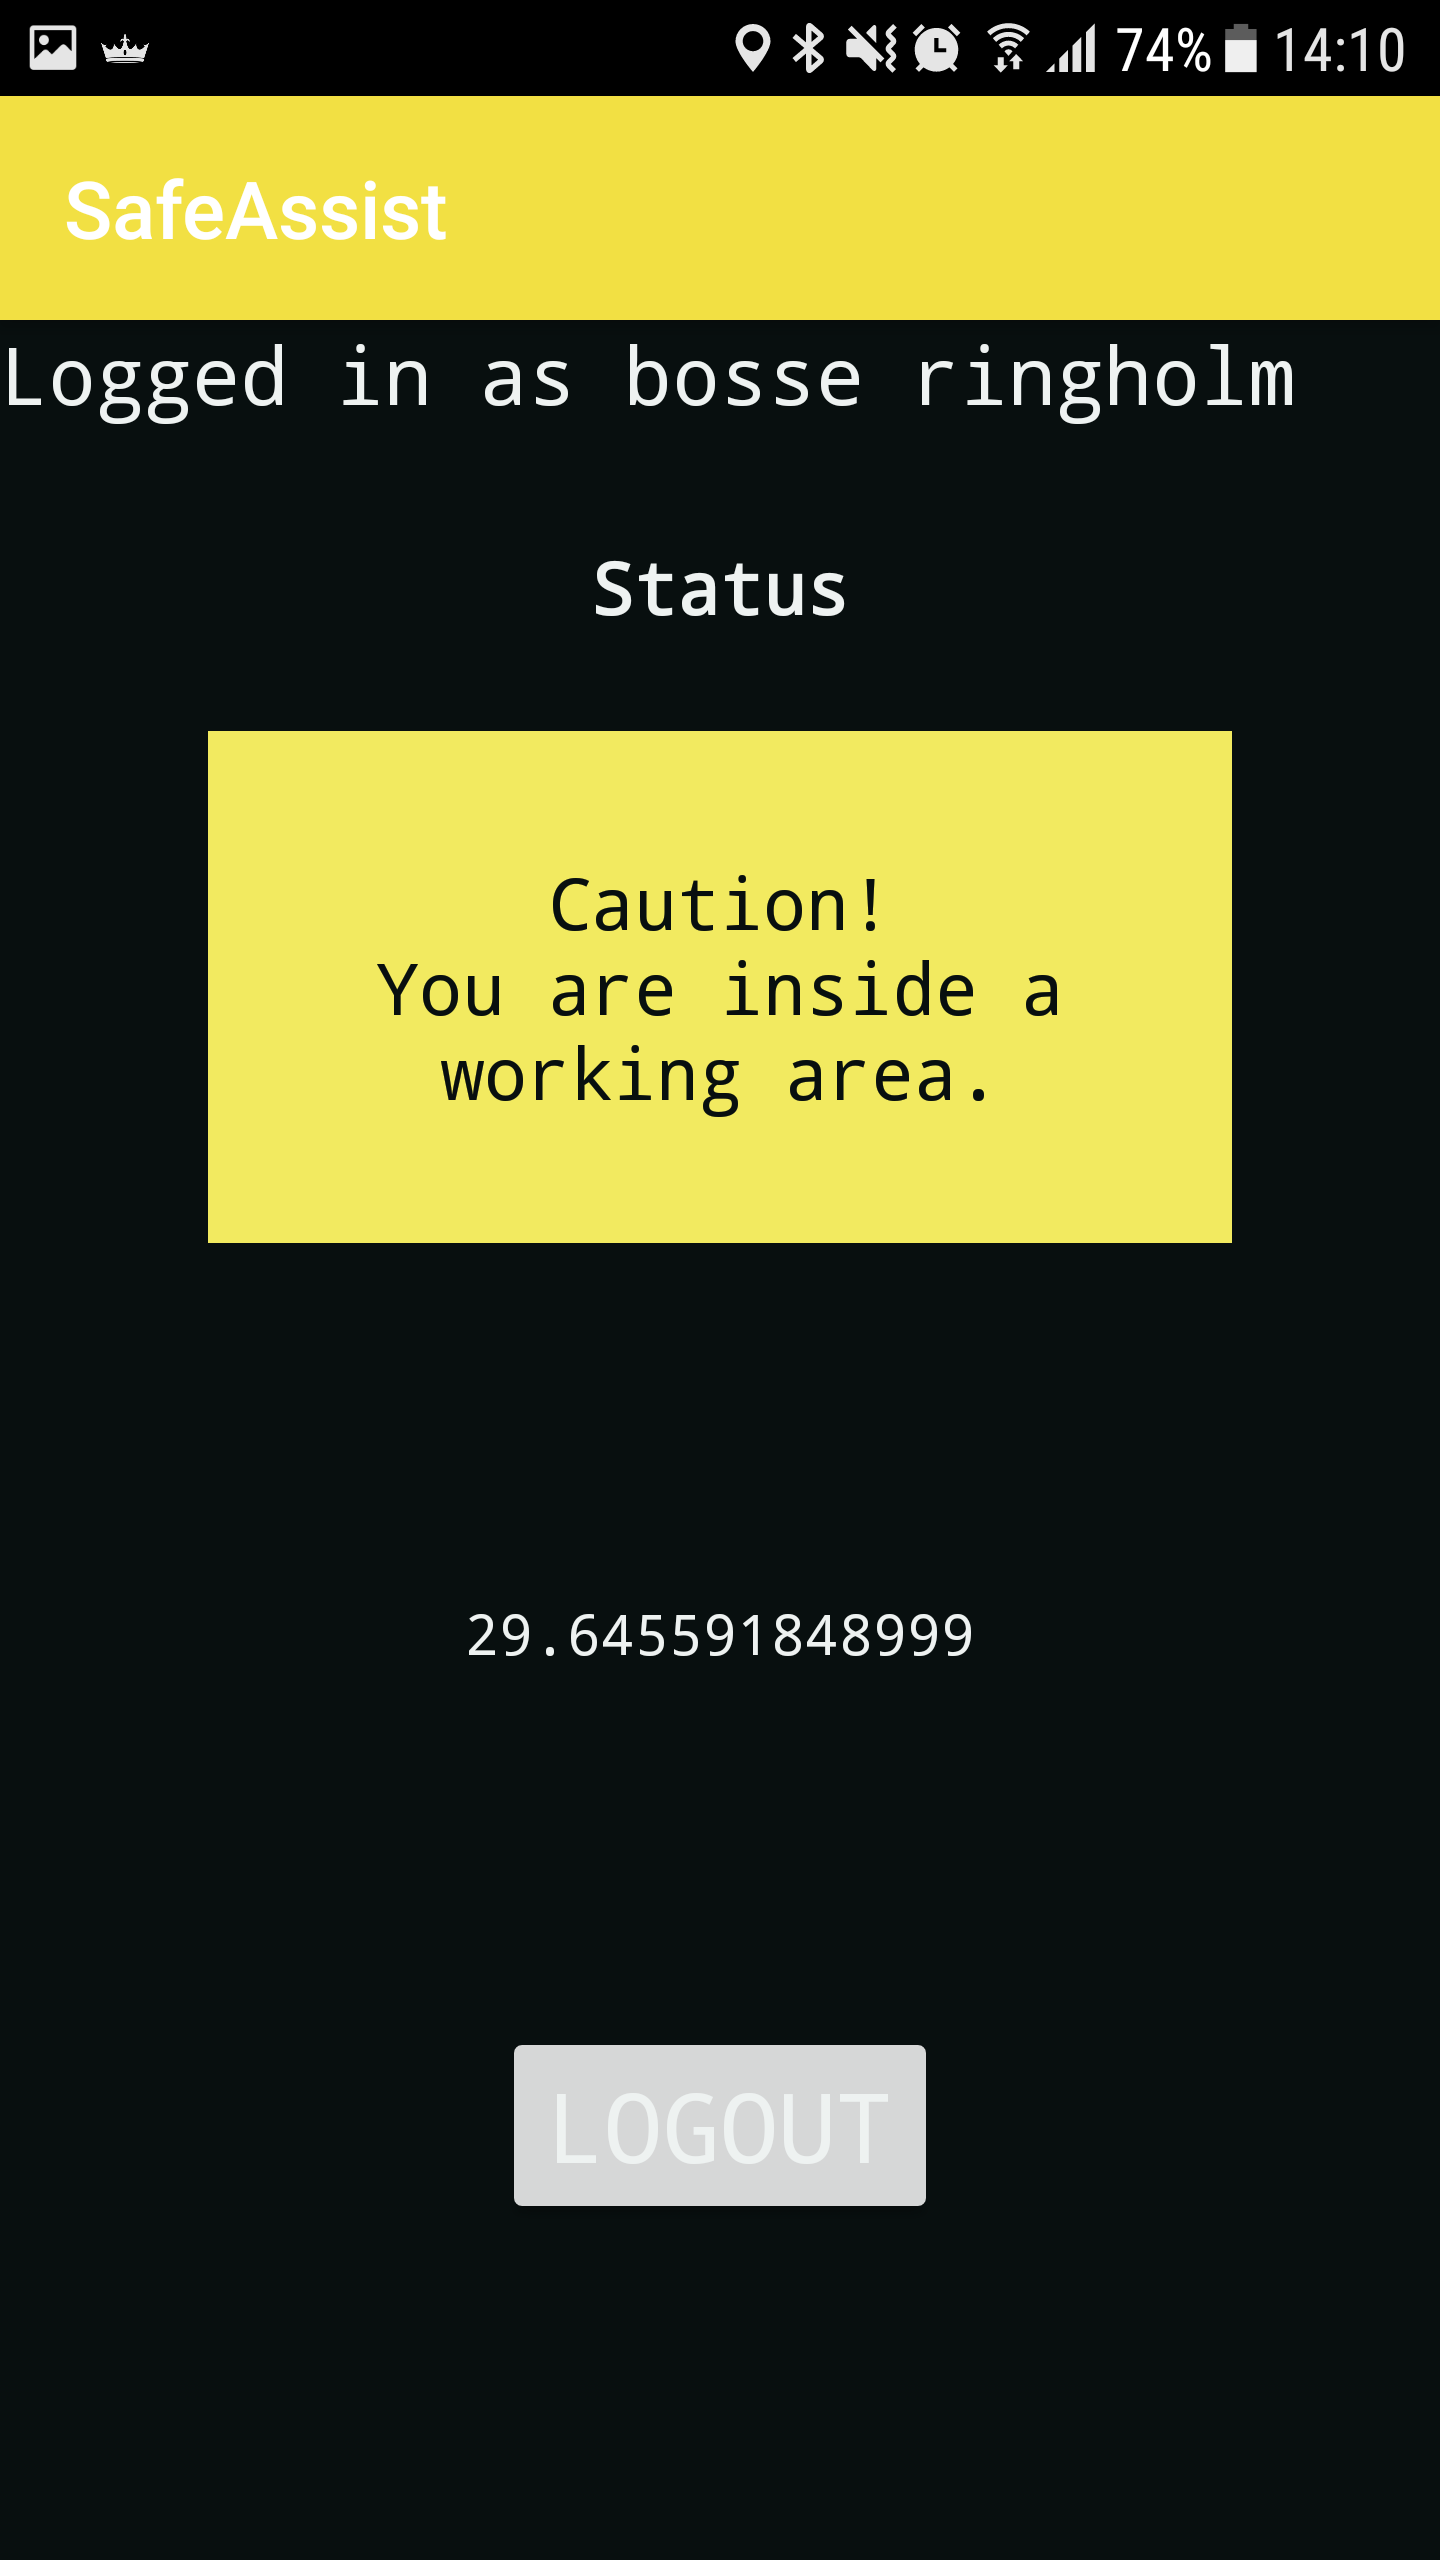 74% 14:10
SafeAssist
Logged in as bosse ringholm
Status
Caution!
You are inside a
working area.
29.645591848999
LOGOUT